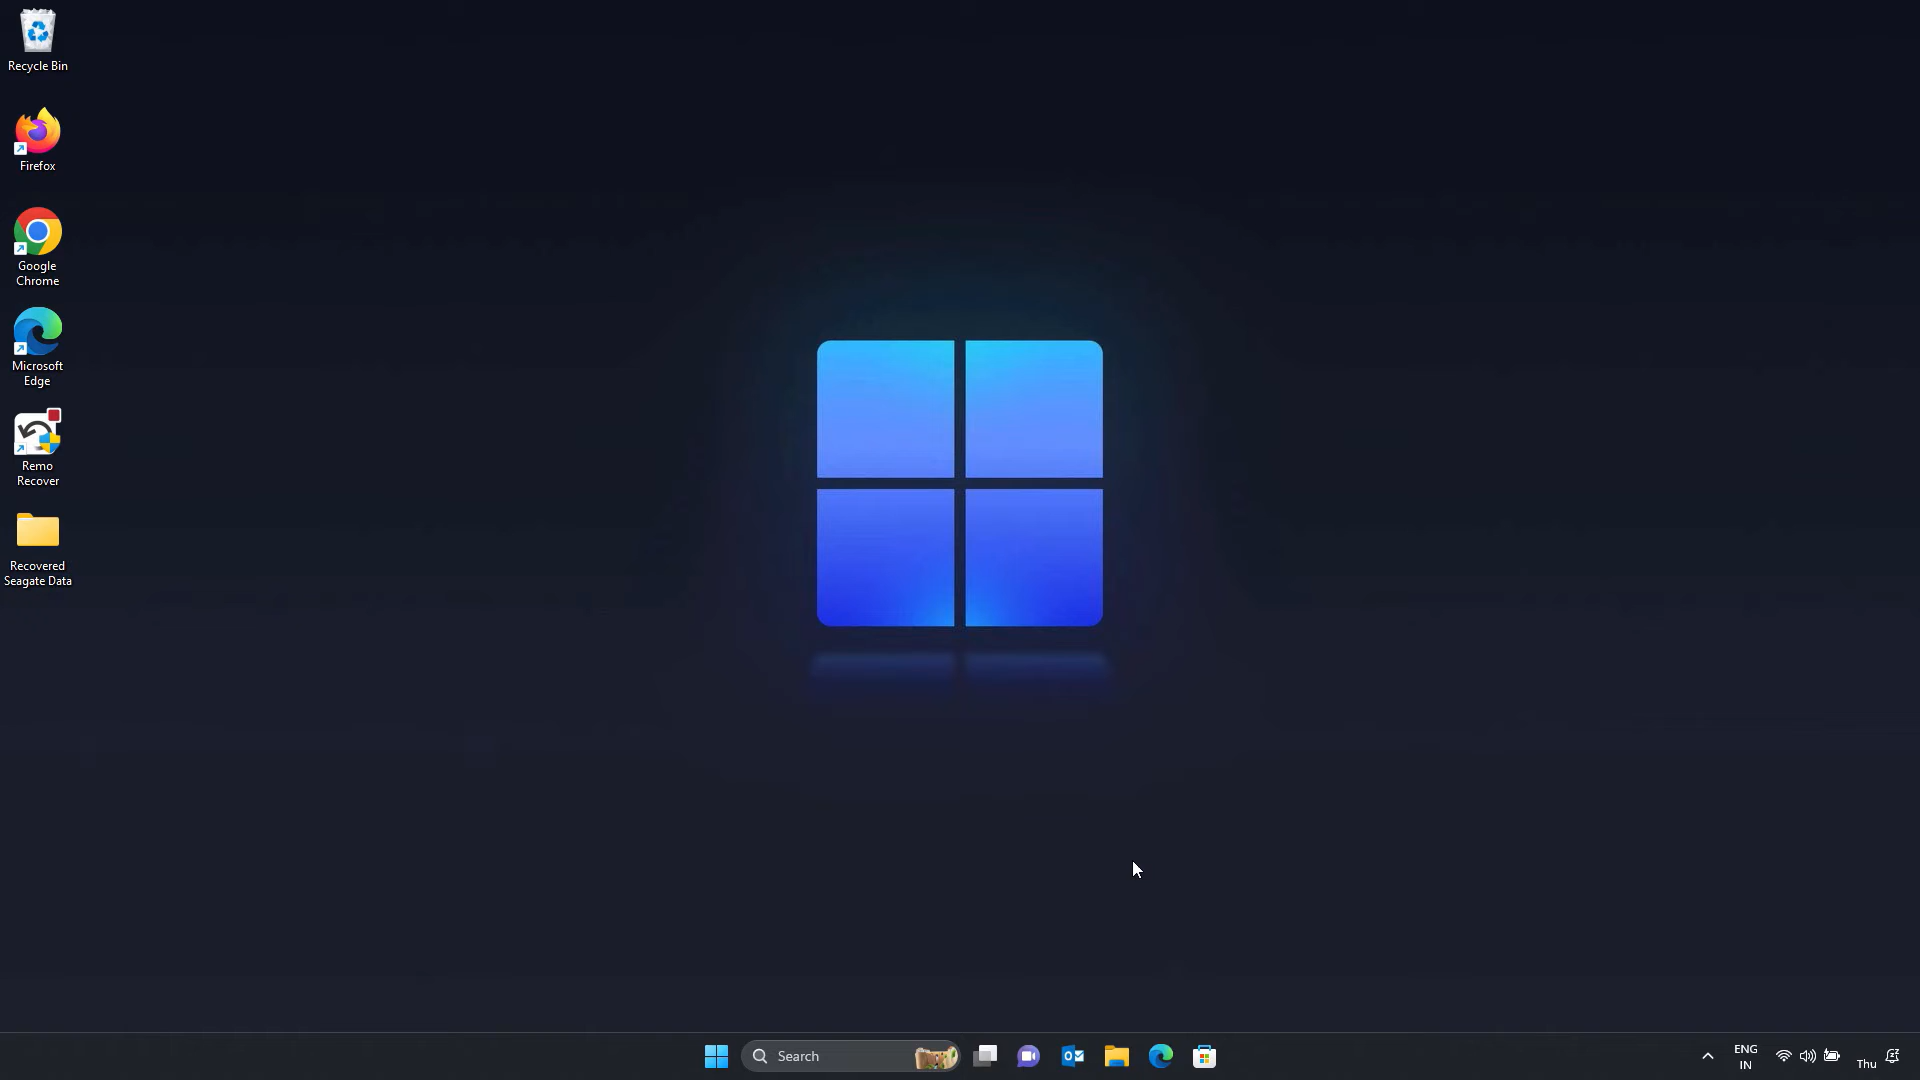 Recycle Bin
Firefox
Google
Chrome
Microsoft
Edge
Remo
Recover
Recovered
Seagate Data
Search
ENG
IN
Thu